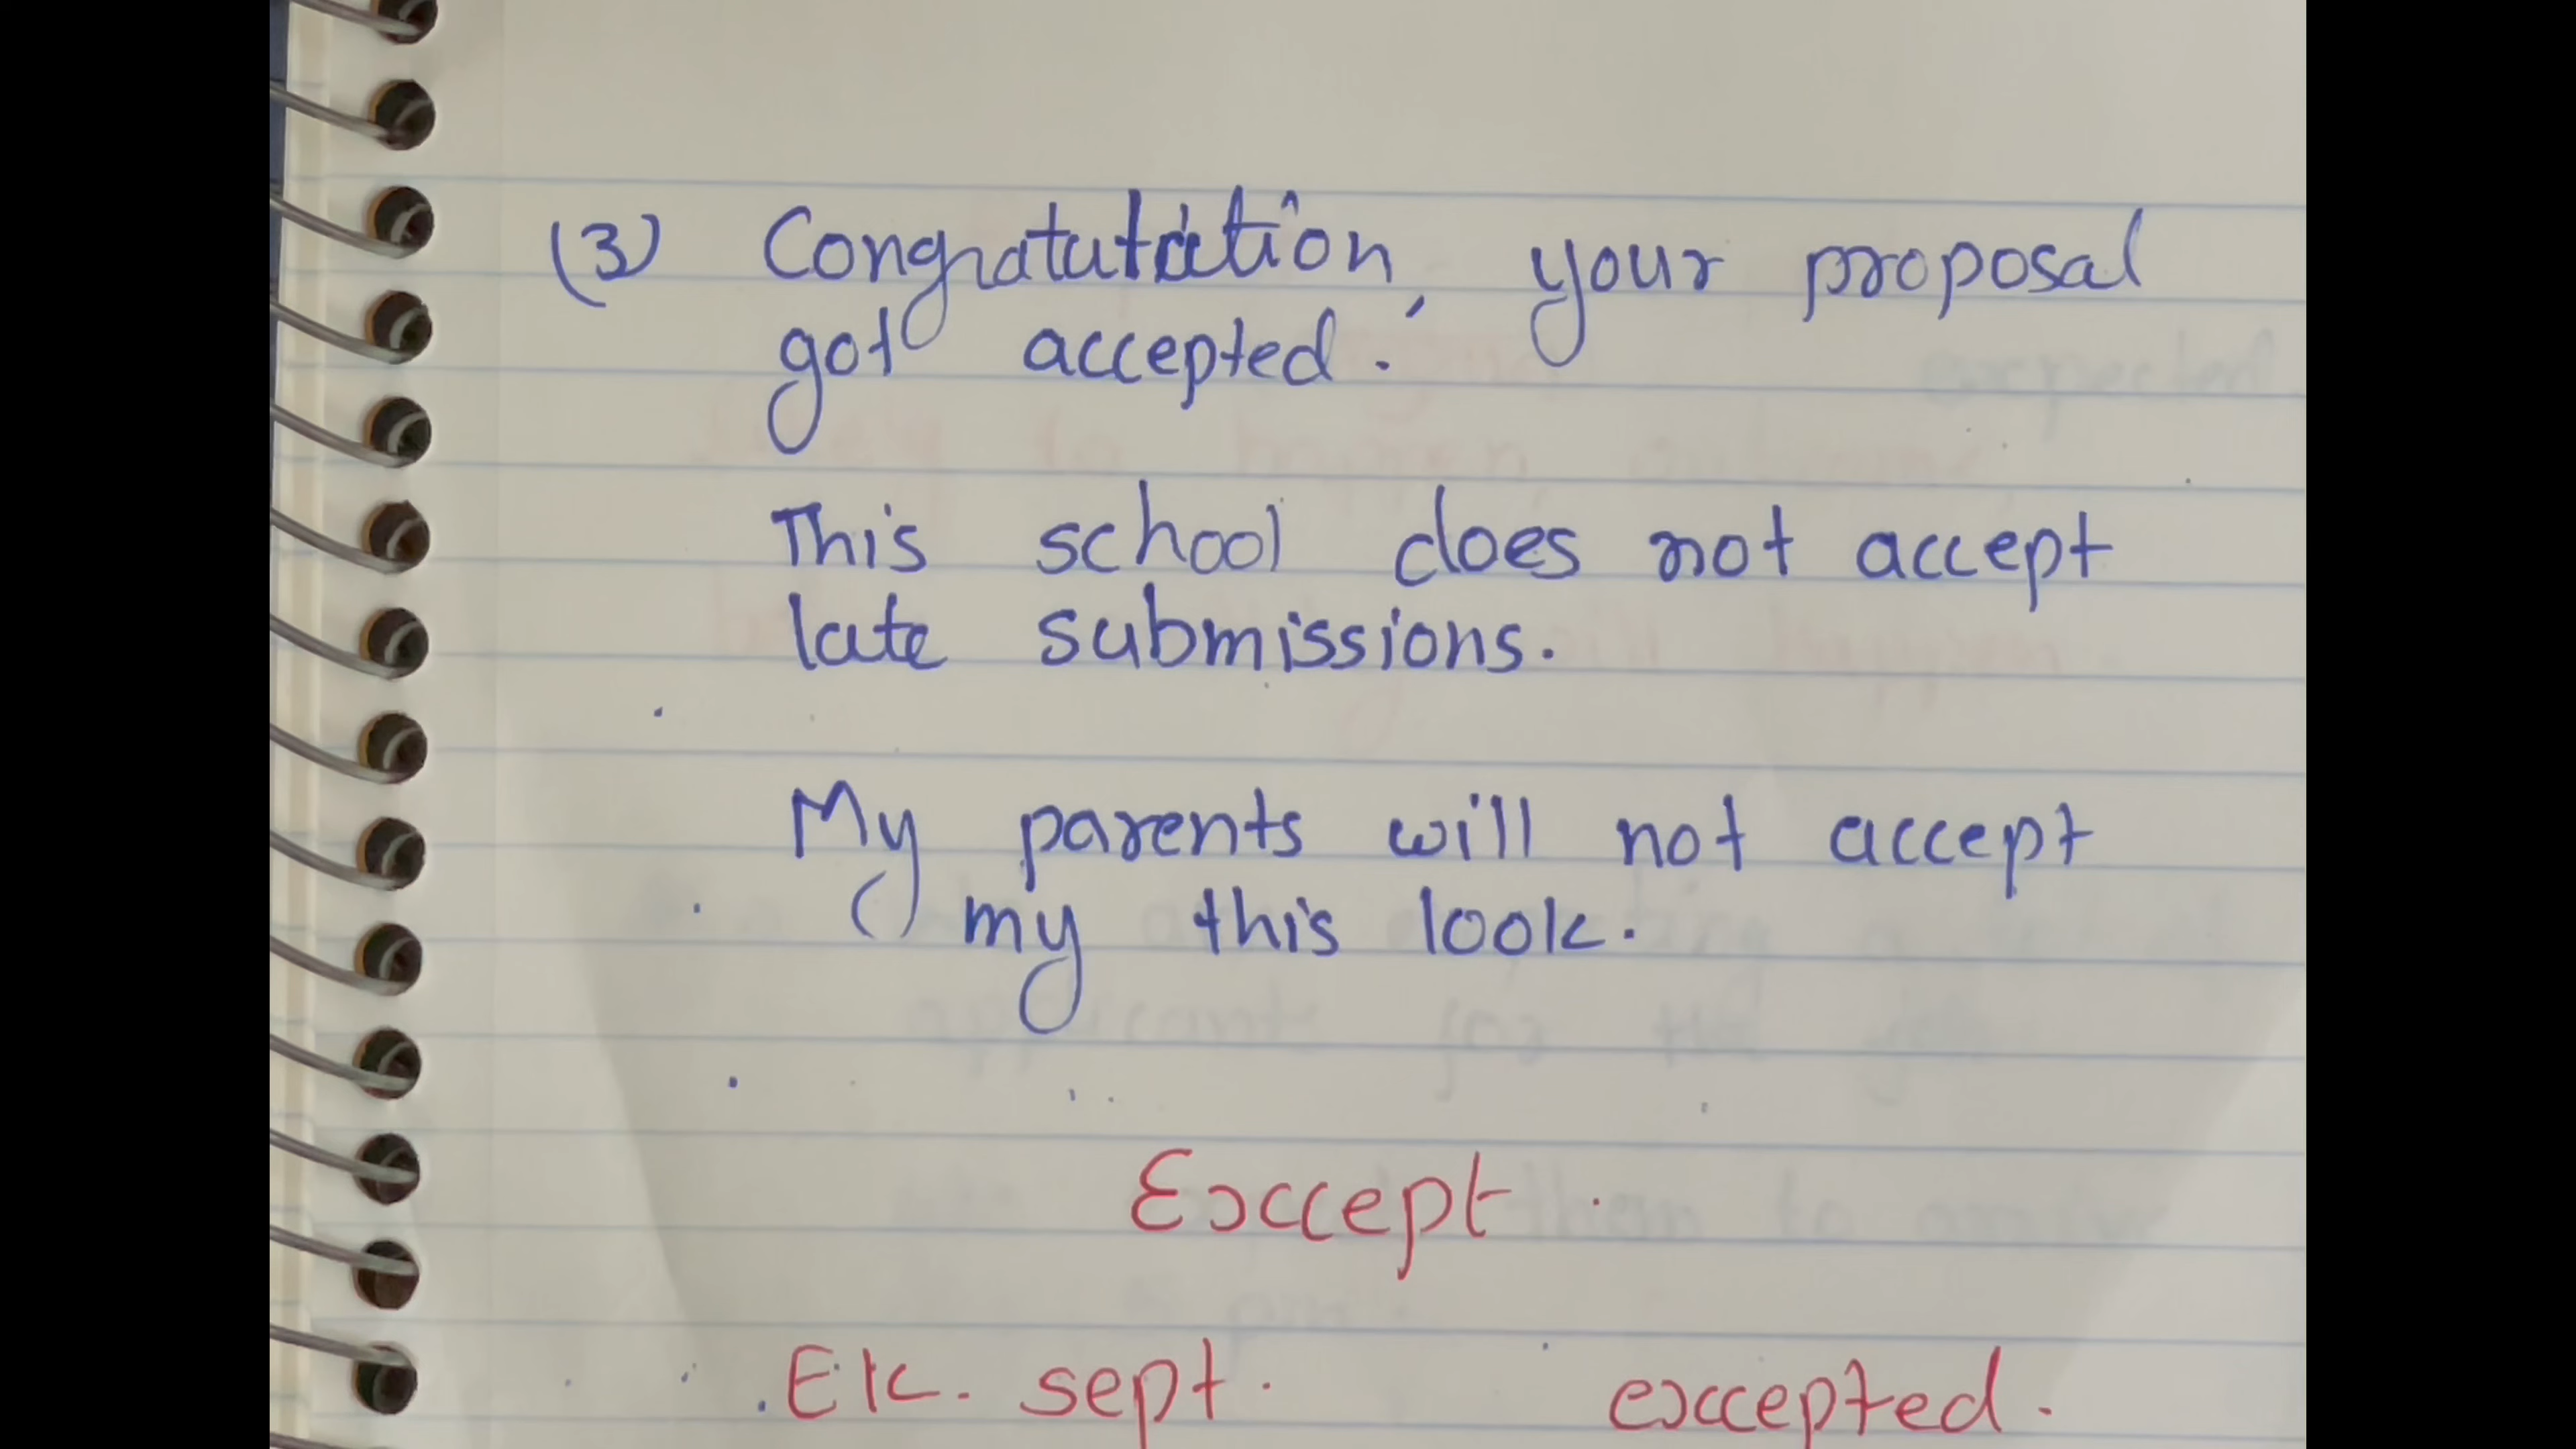 (3) Congratutation, your proposal
got accepted.
This school does not accept
late submissions.
My parents will not accept
my this look.
Except
Ek. sept. excepted.